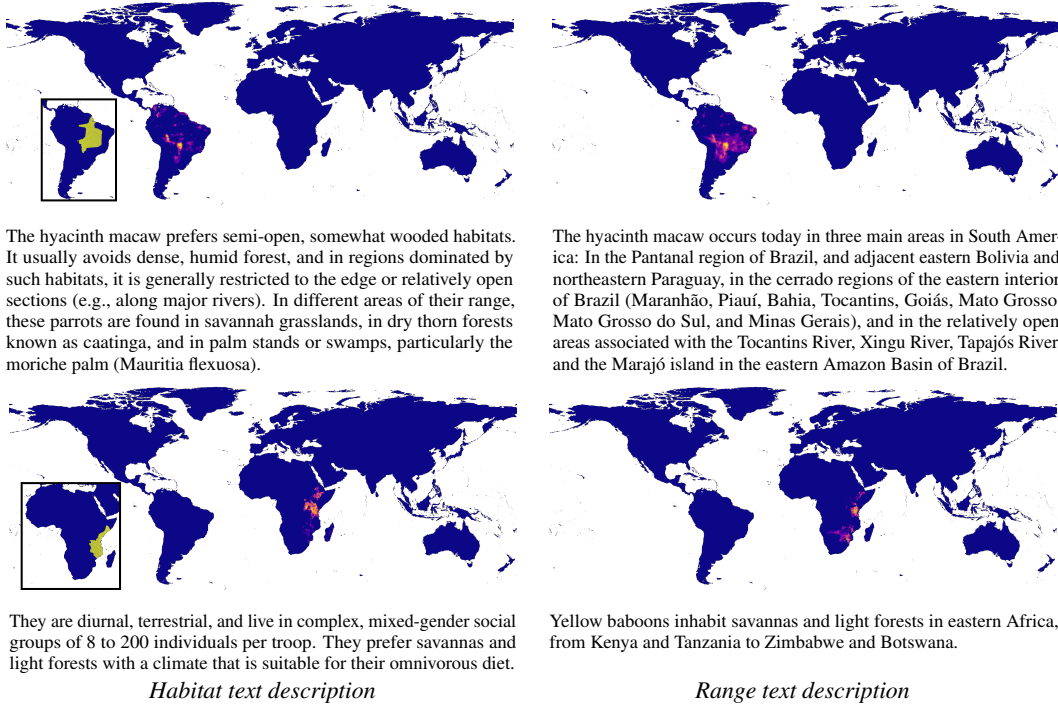 The hyacinth macaw prefers semi-open, somewhat wooded habitats.
It usually avoids dense, humid forest, and in regions dominated by
such habitats, it is generally restricted to the edge or relatively open
sections (e.g., along major rivers). In different areas of their range,
these parrots are found in savannah grasslands, in dry thorn forests
known as caatinga, and in palm stands or swamps, particularly the
moriche palm (Mauritia flexuosa).
The hyacinth macaw occurs today in three main areas in South Amer-
ica: In the Pantanal region of Brazil, and adjacent eastern Bolivia and
northeastern Paraguay, in the cerrado regions of the eastern interior
of Brazil (Maranhão, Piauí, Bahia, Tocantins, Goiás, Mato Grosso
Mato Grosso do Sul, and Minas Gerais), and in the relatively open
areas associated with the Tocantins River, Xingu River, Tapajós River
and the Marajó island in the eastern Amazon Basin of Brazil.
They are diurnal, terrestrial, and live in complex, mixed-gender social
groups of 8 to 200 individuals per troop. They prefer savannas and
light forests with a climate that is suitable for their omnivorous diet.
Yellow baboons inhabit savannas and light forests in eastern Africa,
from Kenya and Tanzania to Zimbabwe and Botswana.
Habitat text description
Range text description